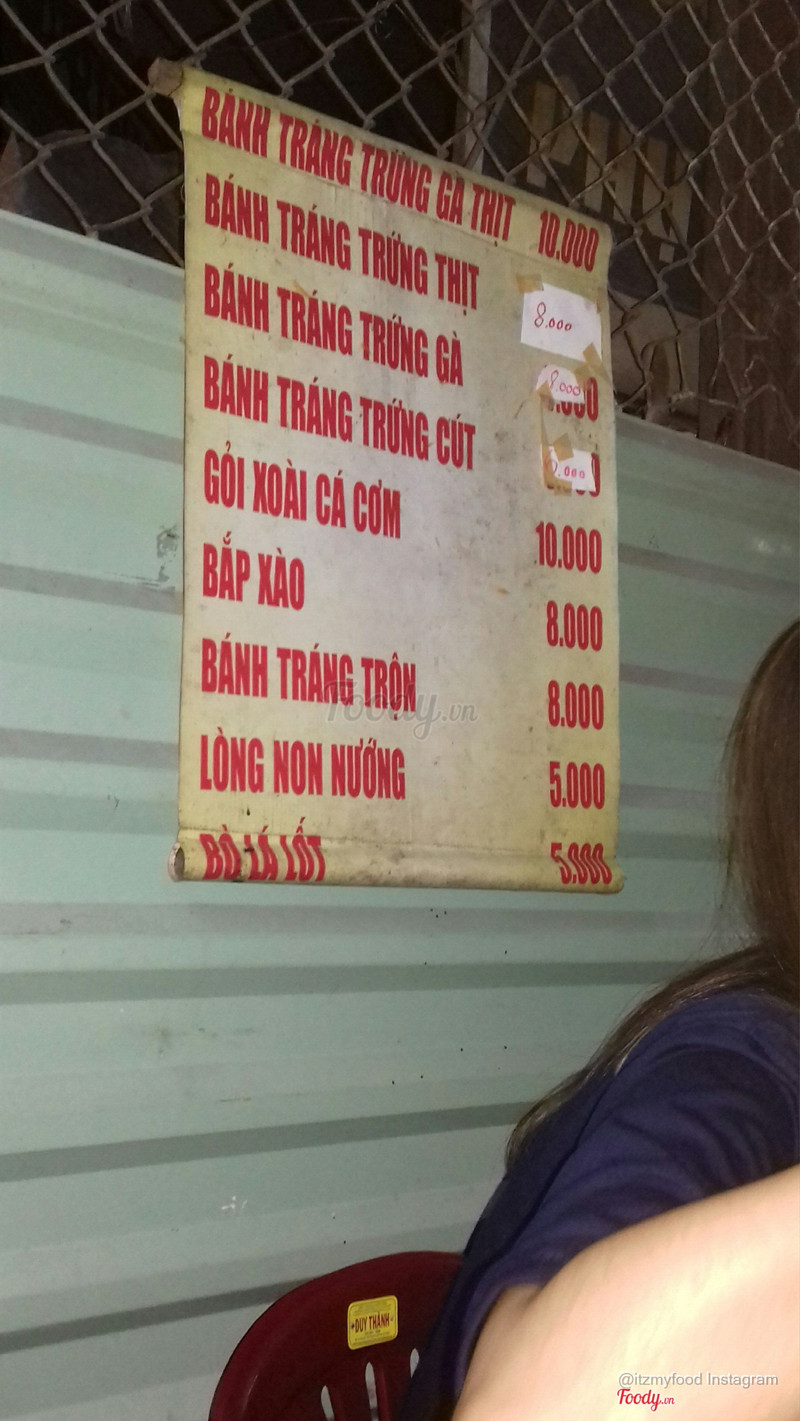 BÁNH TRÁNG TRỨNG GÀ THỊT 10.000
BÁNH TRÁNG TRỨNG THỊT 8.000
BÁNH TRÁNG TRỨNG GÀ 8.000
BÁNH TRÁNG TRỨNG CÚT
GỎI XOÀI CÁ CƠM 10.000
BẮP XÀO 8.000
BÁNH TRÁNG TRỘN 8.000
LÒNG NON NƯỚNG 5.000
BÒ LÁ LỐT 5.000
Foody.vn
DUY THÀNH
@itzmyfood Instagram
Foody.vn